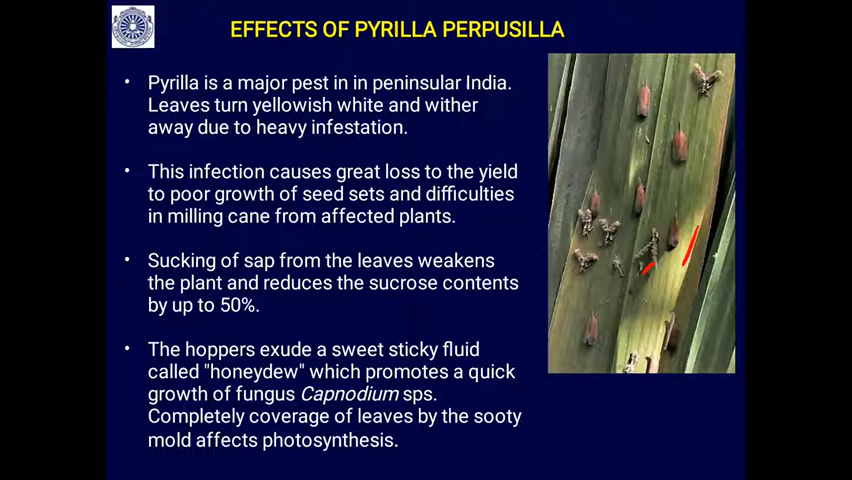 EFFECTS OF PYRILLA PERPUSILLA
• Pyrilla is a major pest in in peninsular India.
Leaves turn yellowish white and wither
away due to heavy infestation.
• This infection causes great loss to the yield
to poor growth of seed sets and difficulties
in milling cane from affected plants.
• Sucking of sap from the leaves weakens
the plant and reduces the sucrose contents
by up to 50%.
• The hoppers exude a sweet sticky fluid
called "honeydew" which promotes a quick
growth of fungus Capnodium sps.
Completely coverage of leaves by the sooty
mold affects photosynthesis.